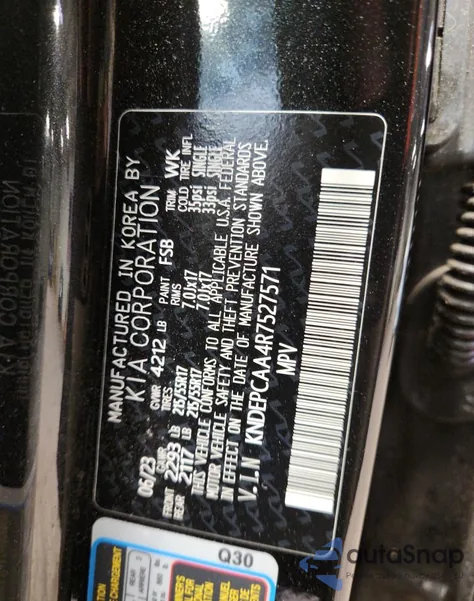 MANUFACTURED IN KOREA BY
KIA CORPORATION
06/23 GVWR 4212 LB PAINT FSB TRIM WK
GAWR TIRES RIMS COLD TIRE INFL
FRONT 2293 LB 215/55R17 7.0Jx17 33psi SINGLE
REAR 2117 LB 215/55R17 7.0Jx17 33psi SINGLE
THIS VEHICLE CONFORMS TO ALL APPLICABLE U.S.A. FEDERAL
MOTOR VEHICLE SAFETY AND THEFT PREVENTION STANDARDS
IN EFFECT ON THE DATE OF MANUFACTURE SHOWN ABOVE.
V.I.N KNDEPCAA4R7527571
MPV
Q30
REAR
autoSnap